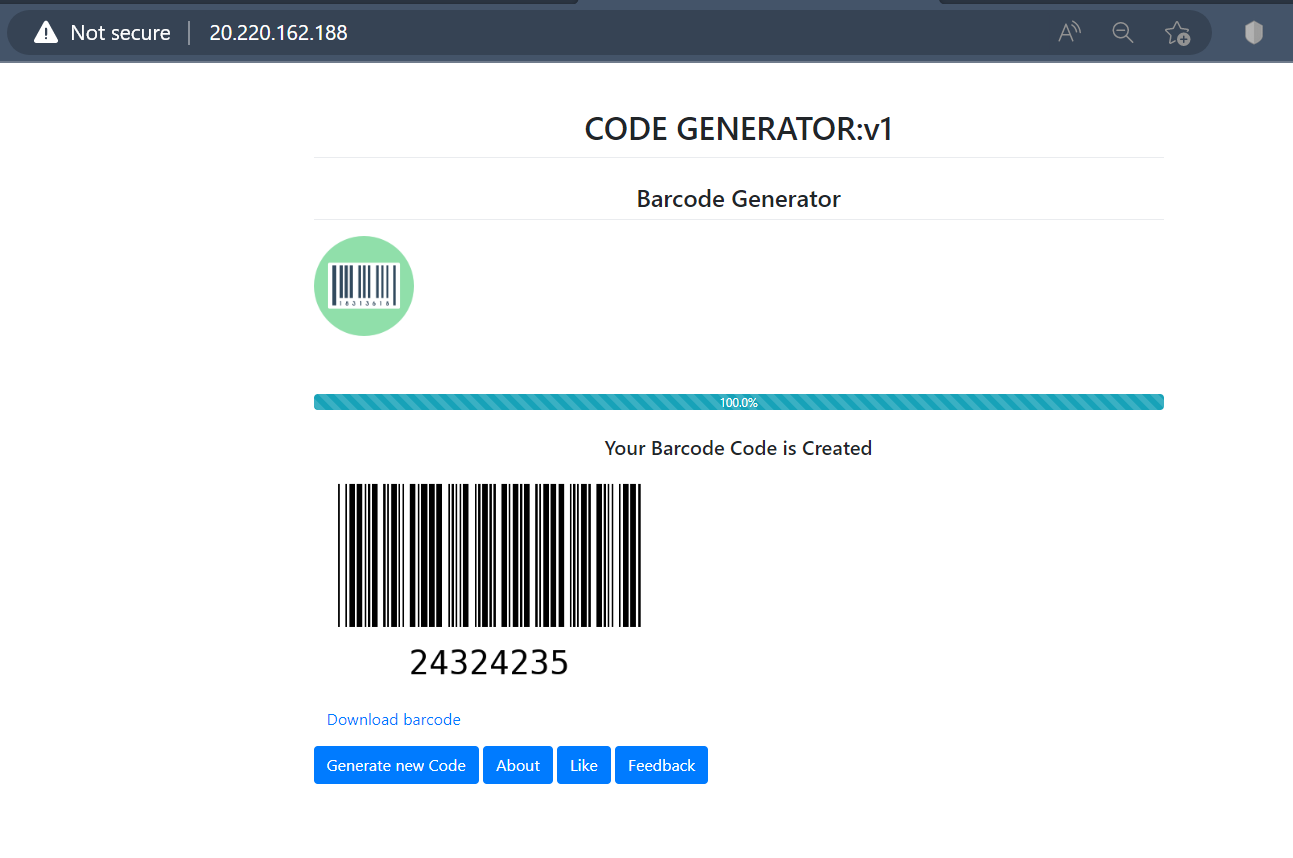 Not secure 20.220.162.188
CODE GENERATOR:v1
Barcode Generator
100.0%
Your Barcode Code is Created
24324235
Download barcode
Generate new Code About Like Feedback